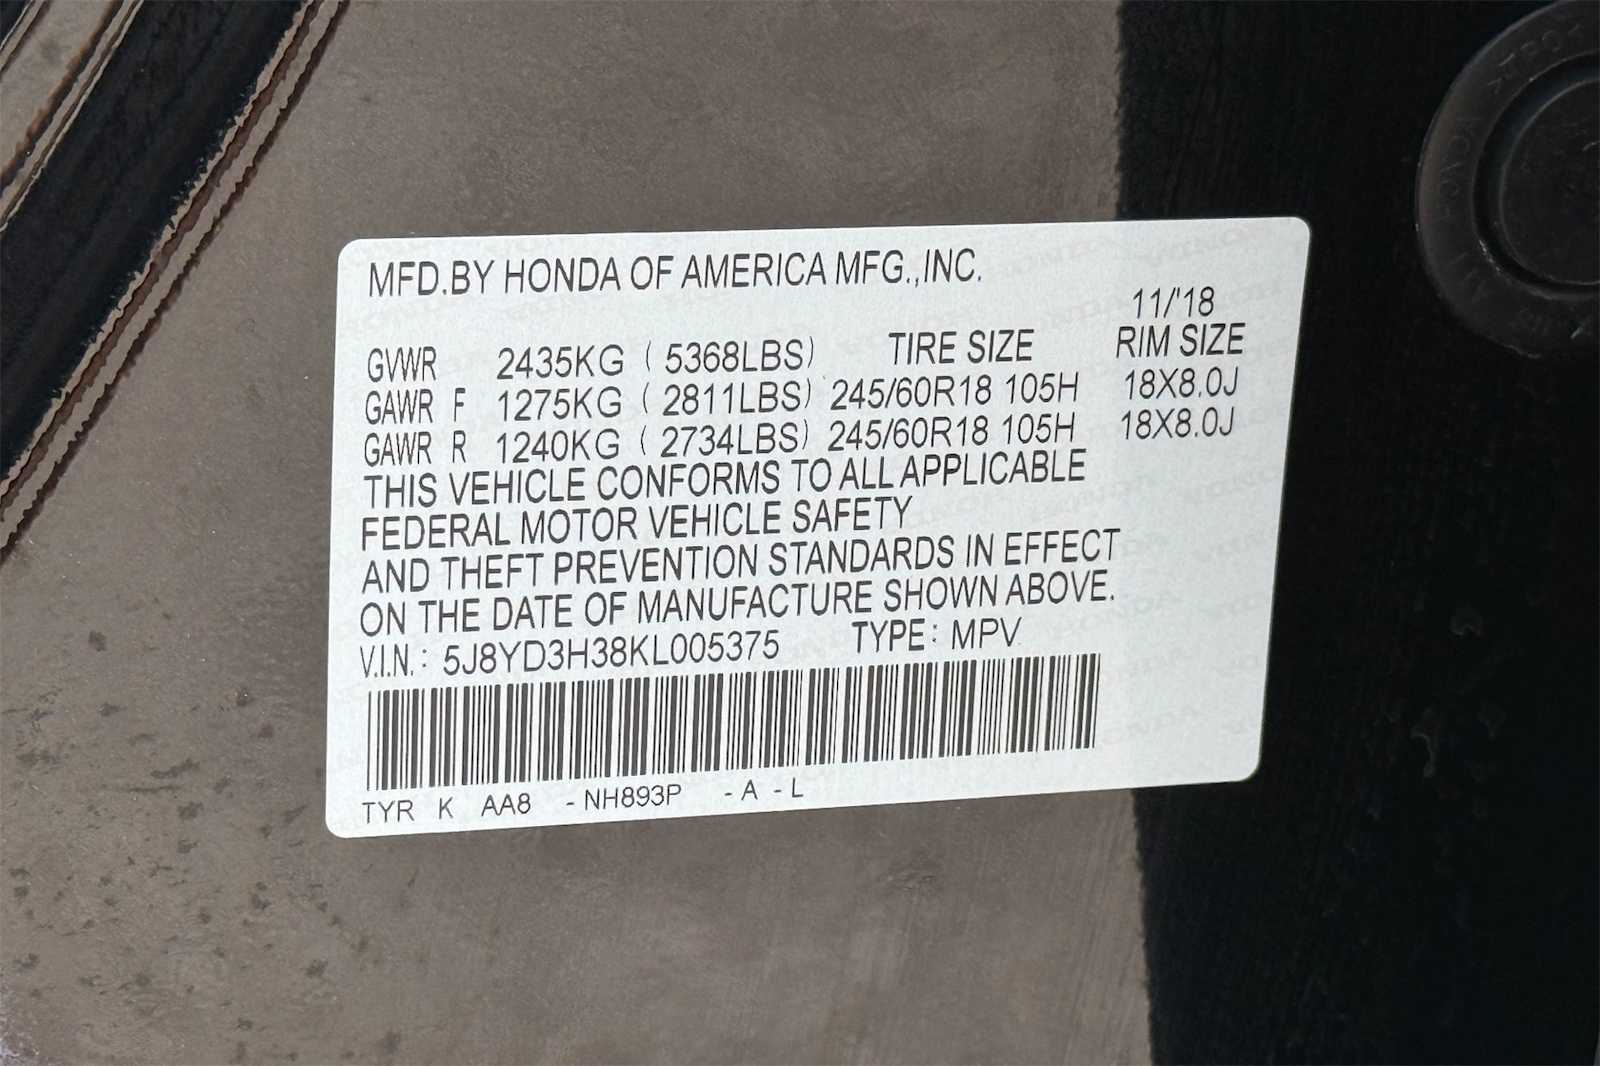 MFD.BY HONDA OF AMERICA MFG.,INC.
11/'18
GVWR 2435KG ( 5368LBS) TIRE SIZE RIM SIZE
GAWR F 1275KG ( 2811LBS) 245/60R18 105H 18X8.0J
GAWR R 1240KG ( 2734LBS) 245/60R18 105H 18X8.0J
THIS VEHICLE CONFORMS TO ALL APPLICABLE
FEDERAL MOTOR VEHICLE SAFETY
AND THEFT PREVENTION STANDARDS IN EFFECT
ON THE DATE OF MANUFACTURE SHOWN ABOVE.
V.I.N.: 5J8YD3H38KL005375 TYPE: MPV
TYR K AA8 -NH893P -A -L